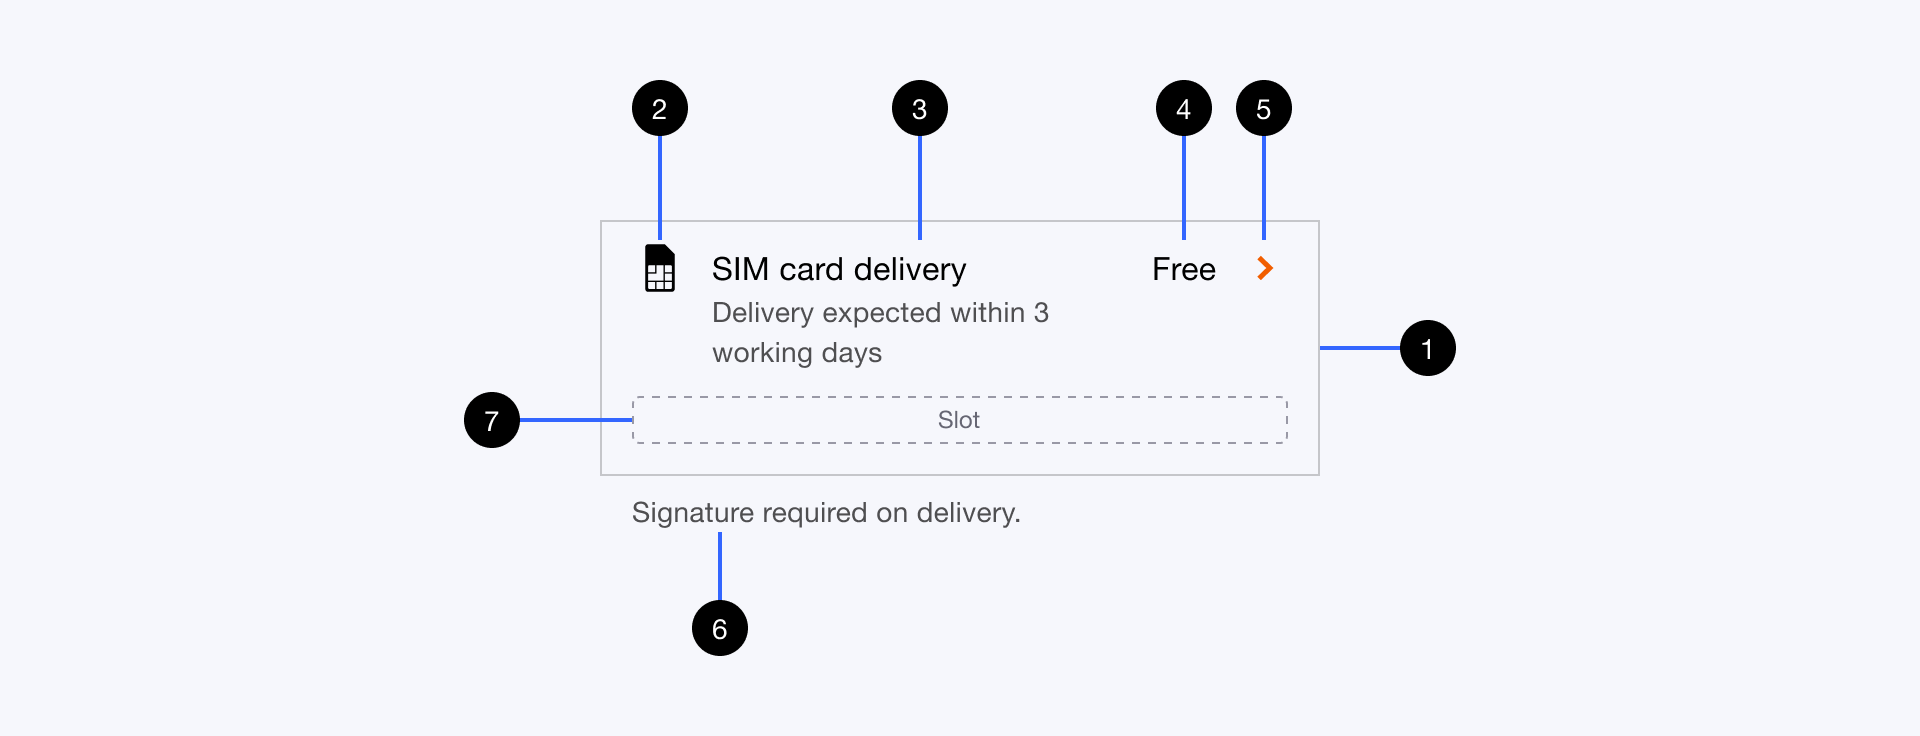 2
3
4
5
SIM card delivery
Free
Delivery expected within 3
working days
1
7
Slot
Signature required on delivery.
6